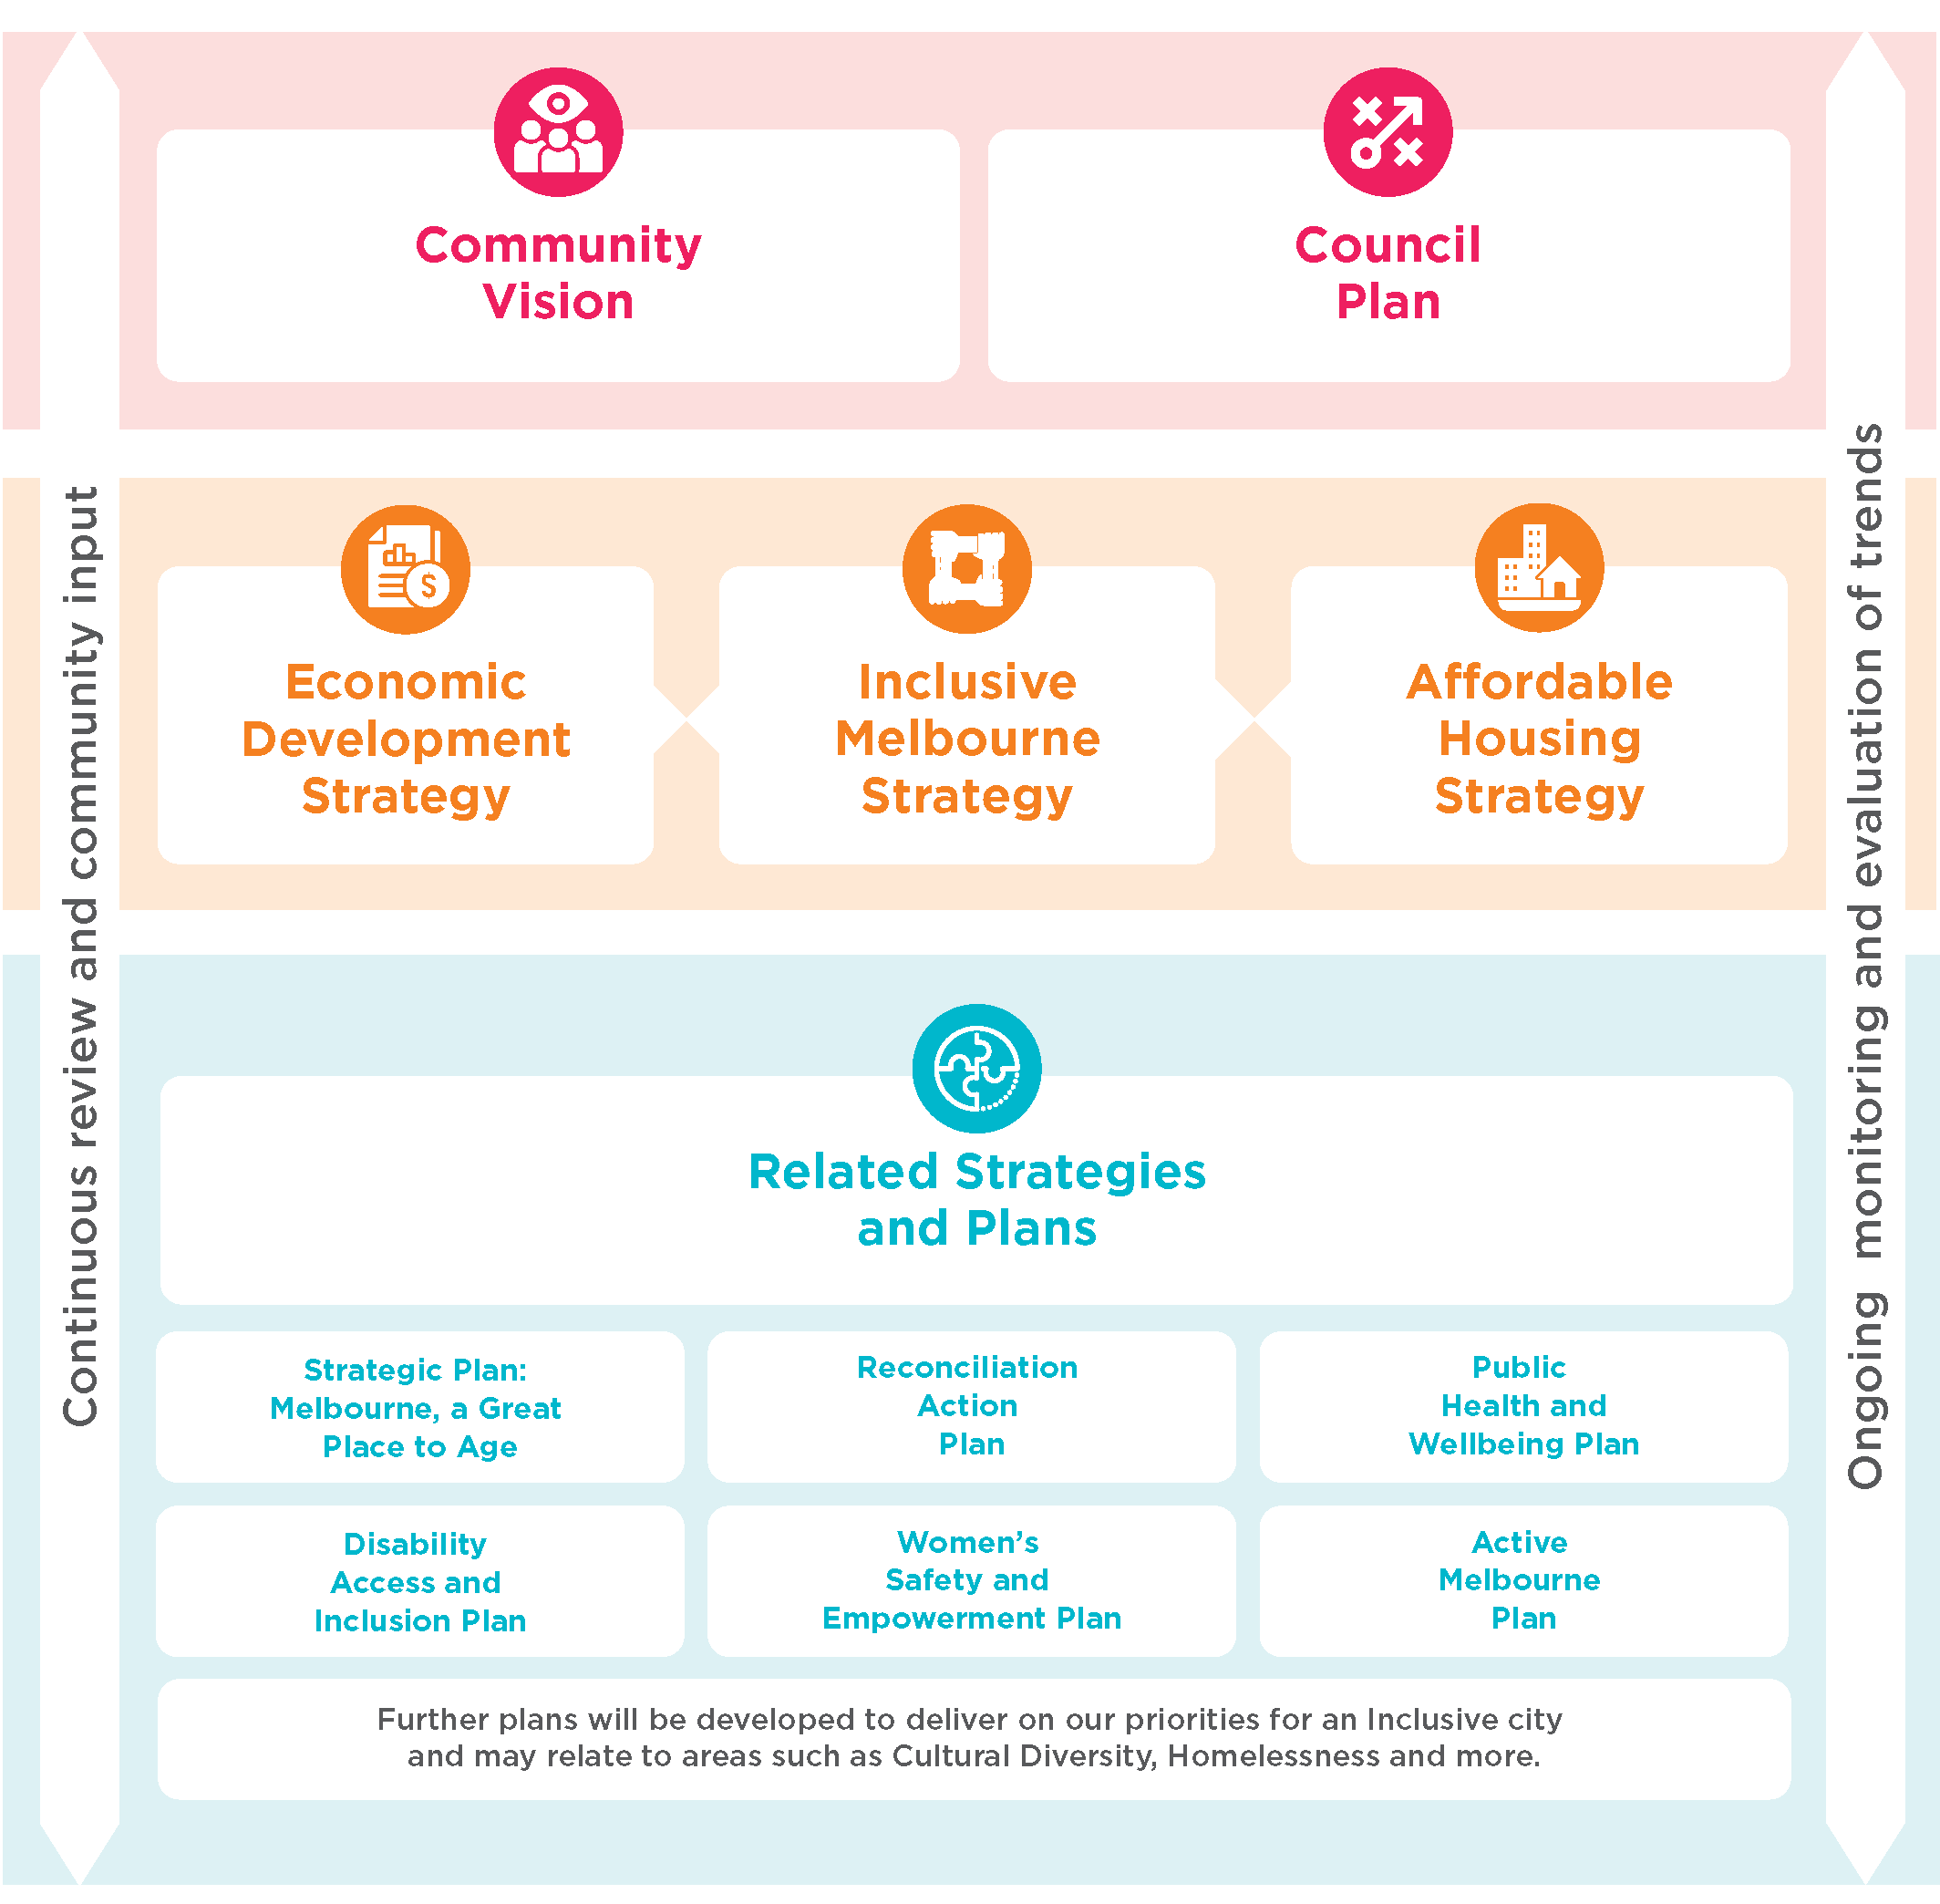 Community
Vision
Council
Plan
Continuous review and community input
Ongoing monitoring and evaluation of trends
Economic
Development
Strategy
$
Inclusive
Melbourne
Strategy
Affordable
Housing
Strategy
Related Strategies
and Plans
Strategic Plan:
Melbourne, a Great
Place to Age
Reconciliation
Action
Plan
Public
Health and
Wellbeing Plan
Disability
Access and
Inclusion Plan
Women’s
Safety and
Empowerment Plan
Active
Melbourne
Plan
Further plans will be developed to deliver on our priorities for an Inclusive city
and may relate to areas such as Cultural Diversity, Homelessness and more.